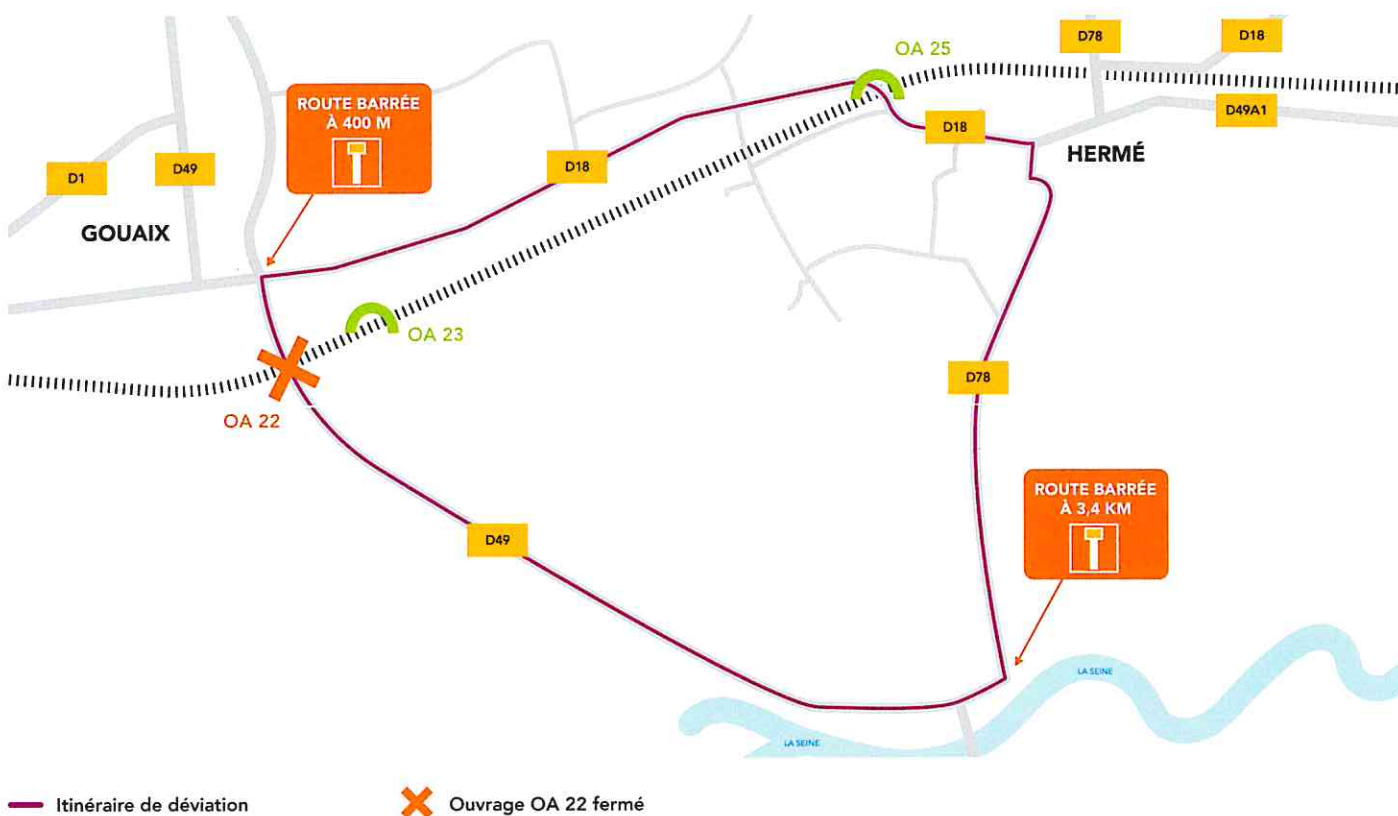 OA 25
D78
D18
ROUTE BARRÉE
À 400 M
D49A1
D18
HERMÉ
D1
D49
D18
GOUAIX
OA 23
D78
OA 22
ROUTE BARRÉE
À 3,4 KM
D49
LA SEINE
LA SEINE
Itinéraire de déviation
Ouvrage OA 22 fermé